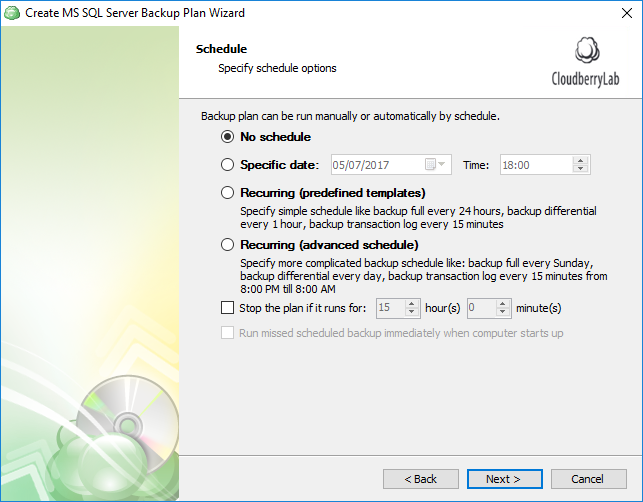 Create MS SQL Server Backup Plan Wizard
Schedule
Specify schedule options
CloudberryLab
Backup plan can be run manually or automatically by schedule.
No schedule
Specific date: 05/07/2017 Time: 18:00
Recurring (predefined templates)
Specify simple schedule like backup full every 24 hours, backup differential
every 1 hour, backup transaction log every 15 minutes
Recurring (advanced schedule)
Specify more complicated backup schedule like: backup full every Sunday,
backup differential every day, backup transaction log every 15 minutes from
8:00 PM till 8:00 AM
Stop the plan if it runs for: 15 hour(s) 0 minute(s)
Run missed scheduled backup immediately when computer starts up
< Back Next > Cancel